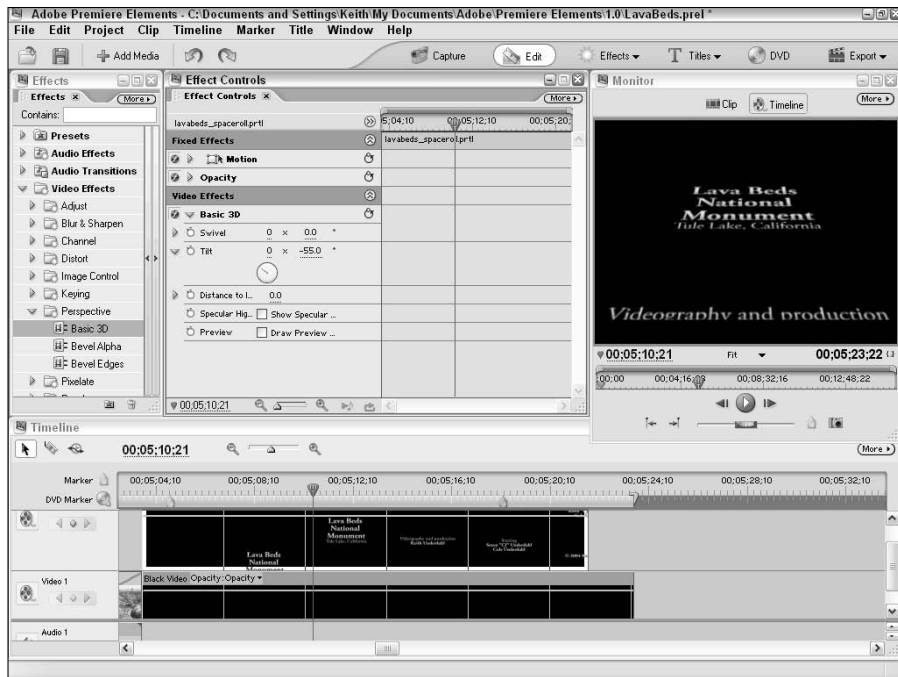 Adobe Premiere Elements - C:\Documents and Settings\Keith\My Documents\Adobe\Premiere Elements\1.0\LavaBeds.prel *
File Edit Project Clip Timeline Marker Title Window Help
Add Media Capture Edit Effects Titles DVD Export
Effects
Effects x More
Contains:
Presets
Audio Effects
Audio Transitions
Video Effects
Adjust
Blur & Sharpen
Channel
Distort
Image Control
Keying
Perspective
Basic 3D
Bevel Alpha
Bevel Edges
Pixelate
Effect Controls
Effect Controls x More
lavabeds_spaceroll.prtl 5;04;10 00;05;12;10 00;05;20;
Fixed Effects lavabeds_spaceroll.prtl
Motion
Opacity
Video Effects
Basic 3D
Swivel 0 x 0.0 °
Tilt 0 x -55.0 °
Distance to I... 0.0
Specular Hig... Show Specular ...
Preview Draw Preview ...
00;05;10;21
Monitor
Clip Timeline More
Lava Beds
National
Monument
Tule Lake, California
Videography and production
00;05;10;21 Fit 00;05;23;22
00;00 00;04;16; 00;08;32;16 00;12;48;22
Timeline
00;05;10;21 More
Marker 00;05;04;10 00;05;08;10 00;05;12;10 00;05;16;10 00;05;20;10 00;05;24;10 00;05;28;10 00;05;32;10
DVD Marker
Lava Beds
National
Monument
Tule Lake, California
Videography and production
Keith Underdahl
Lava Beds
National
Monument
Video 1 Black Video Opacity:Opacity
Audio 1